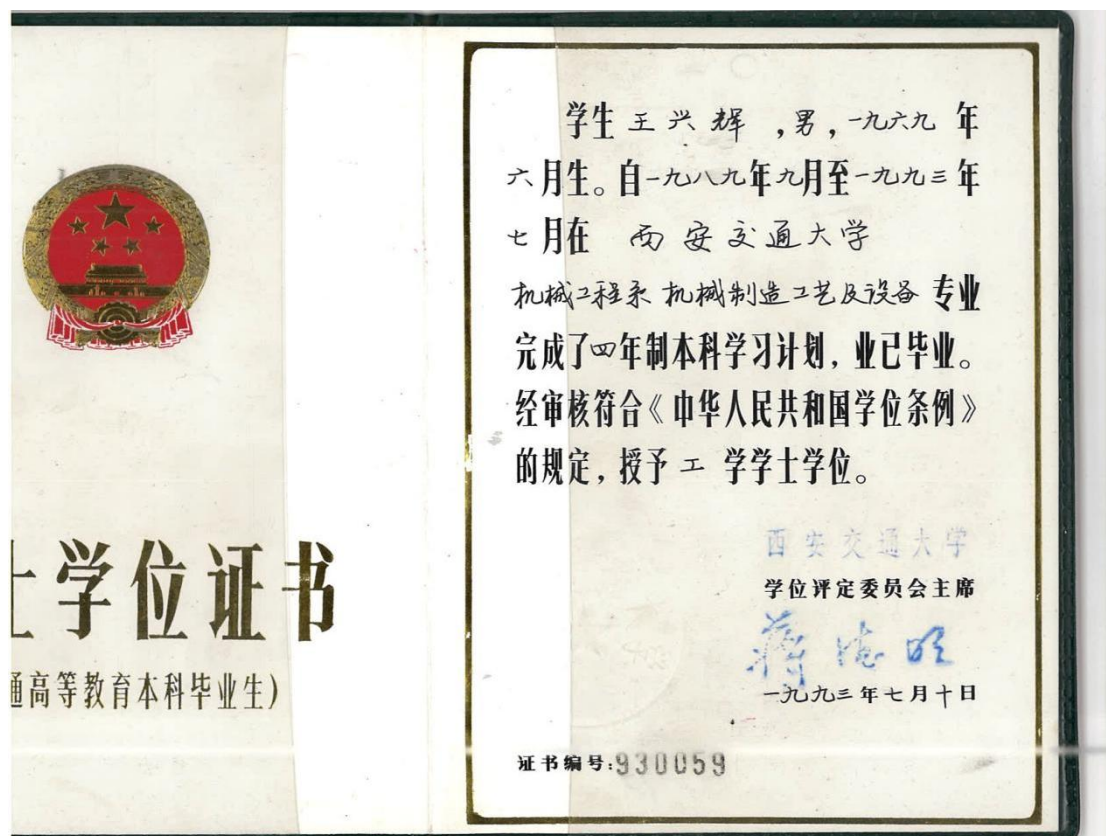 士学位证书
通高等教育本科毕业生)
学生 王兴辉 ,男,一九六九 年
六月生。自一九八九年九月至一九九三年
七月在 西安交通大学
机械工程系 机械制造工艺及设备 专业
完成了四年制本科学习计划,业已毕业。
经审核符合《中华人民共和国学位条例》
的规定,授予 工 学学士学位。
西安交通大学
学位评定委员会主席
蒋德明
一九九三年七月十日
证书编号:930059